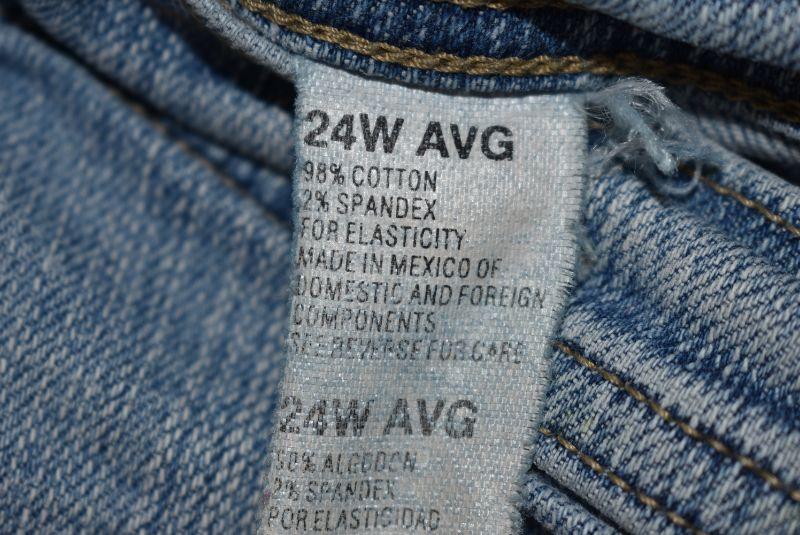 24W AVG
98% COTTON
2% SPANDEX
FOR ELASTICITY
MADE IN MEXICO OF
DOMESTIC AND FOREIGN
COMPONENTS
SEE REVERSE FOR CARE
24W AVG
ALGODON
2% SPANDEX
POR ELASTICIDAD